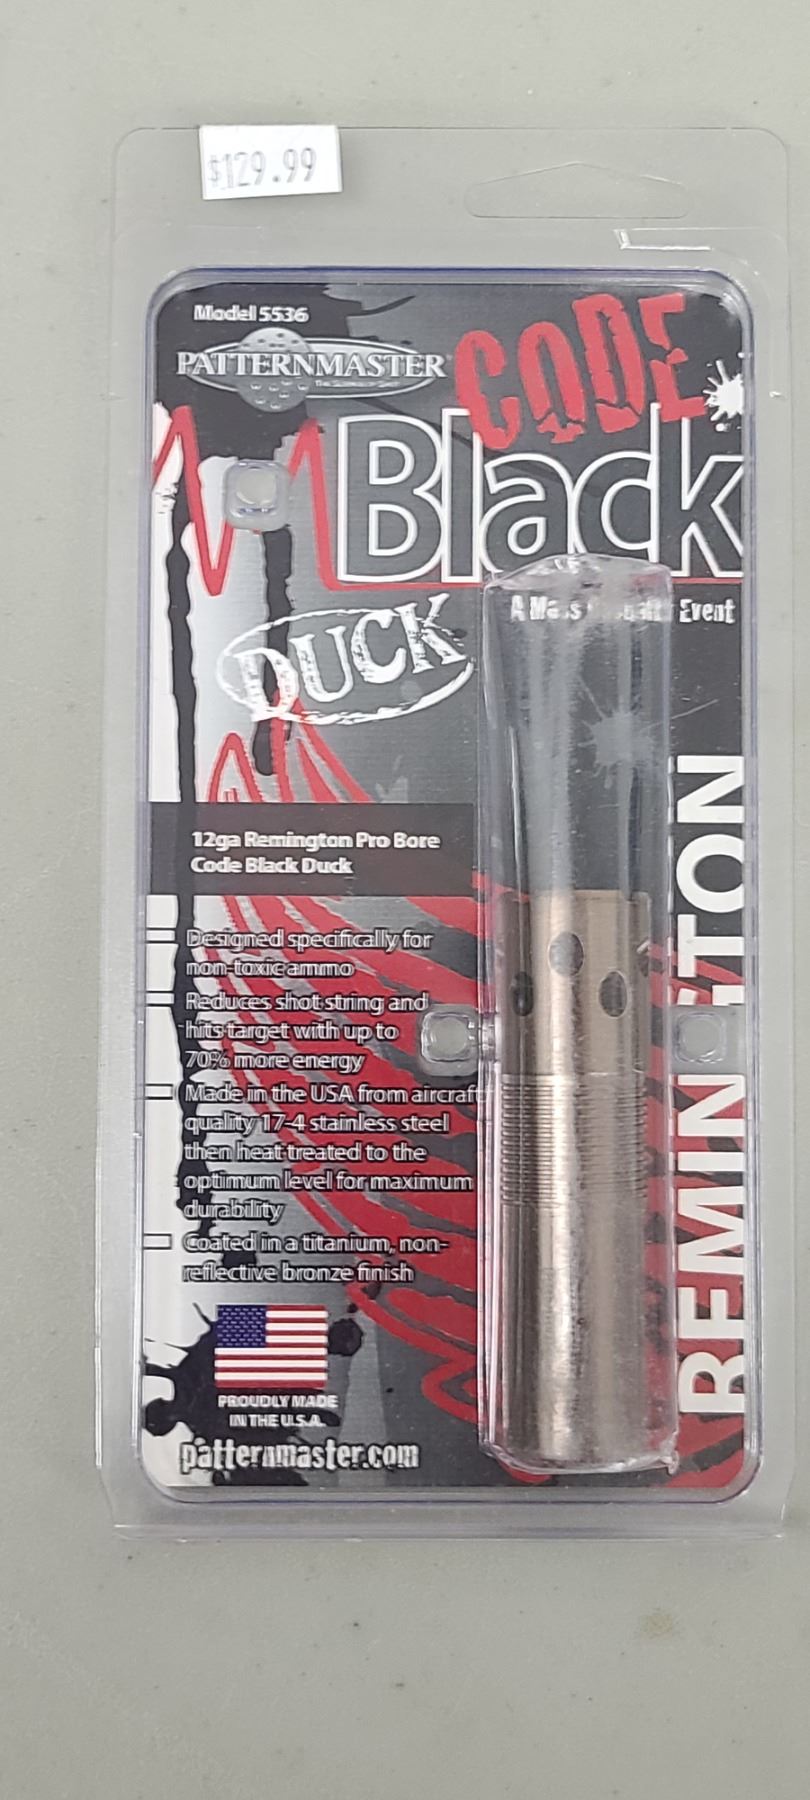 $129.99
Model 5536
PATTERNMASTER
CODE
Black
A Mass Event
DUCK
12ga Remington Pro Bore
Code Black Duck
Designed specifically for
non-toxic ammo
Reduces shot string and
hits target with up to
70% more energy
Made in the USA from aircraft
quality 17-4 stainless steel
then heat treated to the
optimum level for maximum
durability
Coated in a titanium, non-
reflective bronze finish
PROUDLY MADE
IN THE U.S.A.
patternmaster.com
REMINGTON